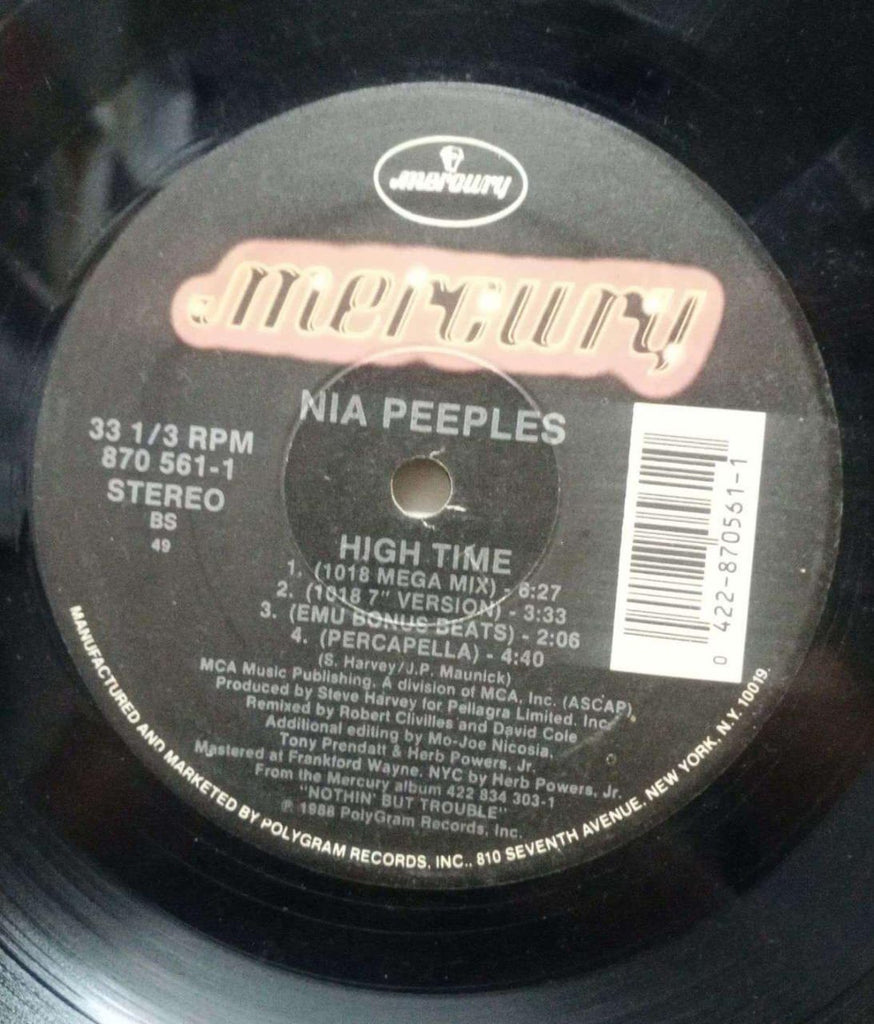 mercury
mercury
NIA PEEPLES
33 1/3 RPM
870 561-1
STEREO
BS
49
HIGH TIME
1. (1018 MEGA MIX) - 6:27
2. (1018 7" VERSION) - 3:33
3. (EMU BONUS BEATS) - 2:06
4. (PERCAPELLA) - 4:40
(S. Harvey/J.P. Maunick)
MCA Music Publishing. A division of MCA, Inc. (ASCAP)
Produced by Steve Harvey for Pellagra Limited. Inc.
Remixed by Robert Clivilles and David Cole
Additional editing by Mo-Joe Nicosia,
Tony Prendatt & Herb Powers, Jr.
Mastered at Frankford Wayne, NYC by Herb Powers, Jr.
From the Mercury album 422 834 303-1
"NOTHIN' BUT TROUBLE"
℗ 1988 PolyGram Records, Inc.
0 422-870561-1
MANUFACTURED AND MARKETED BY POLYGRAM RECORDS, INC., 810 SEVENTH AVENUE, NEW YORK, N.Y. 10019.